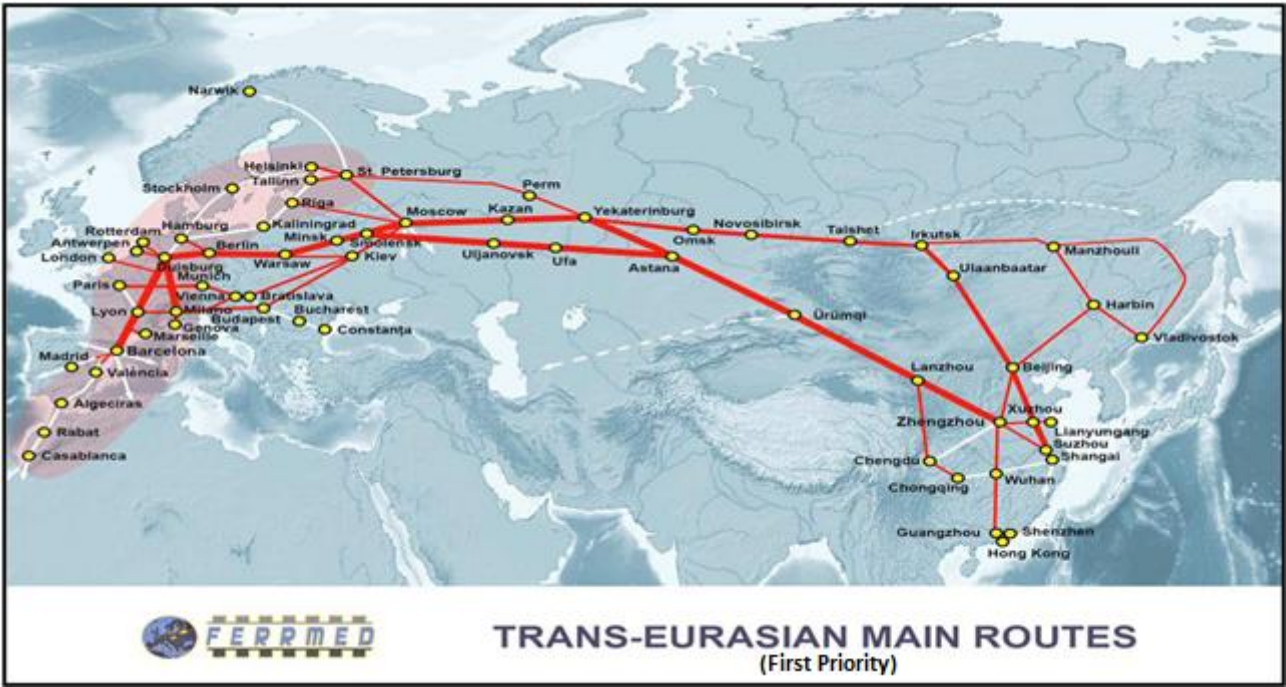 Narwik
Helsinki
St. Petersburg
Tallinn
Stockholm
Perm
Riga
Moscow
Kazan
Yekaterinburg
Novosibirsk
Kaliningrad
Hamburg
Rotterdam
Minsk
Smolensk
Omsk
Taishet
Irkutsk
Manzhouli
Antwerpen
Berlin
London
Duisburg
Warsaw
Kiev
Uljanovsk
Ufa
Astana
Ulaanbaatar
Munich
Paris
Vienna
Bratislava
Harbin
Lyon
Milano
Budapest
Bucharest
Ürümqi
Genova
Constanţa
Marseille
Vladivostok
Barcelona
Madrid
València
Lanzhou
Beijing
Algeciras
Zhengzhou
Xuzhou
Lianyungang
Rabat
Suzhou
Casablanca
Chengdu
Shangai
Chongqing
Wuhan
Guangzhou
Shenzhen
Hong Kong
FERRMED
TRANS-EURASIAN MAIN ROUTES
(First Priority)